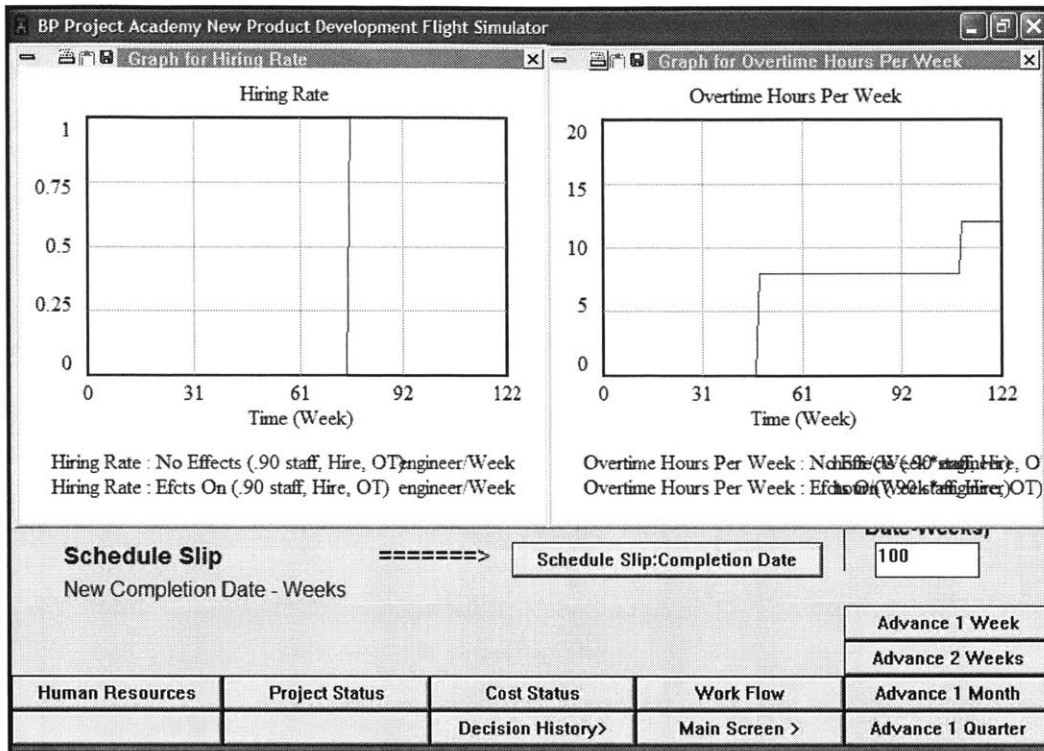 BP Project Academy New Product Development Flight Simulator
Graph for Hiring Rate
Hiring Rate
1
0.75
0.5
0.25
0
0 31 61 92 122
Time (Week)
Hiring Rate : No Effects (.90 staff, Hire, OT) engineer/Week
Hiring Rate : Efcts On (.90 staff, Hire, OT) engineer/Week
Graph for Overtime Hours Per Week
Overtime Hours Per Week
20
15
10
5
0
0 31 61 92 122
Time (Week)
Overtime Hours Per Week :
Overtime Hours Per Week :
Date-Weeks)
100
Schedule Slip =======> Schedule Slip:Completion Date
New Completion Date - Weeks
Advance 1 Week
Advance 2 Weeks
Human Resources Project Status Cost Status Work Flow Advance 1 Month
Decision History> Main Screen > Advance 1 Quarter